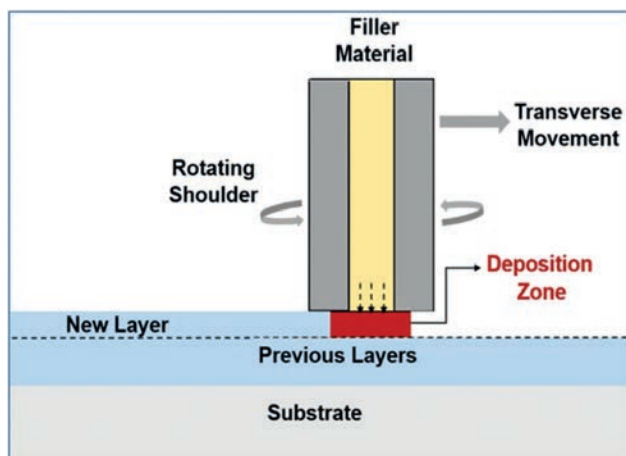 Filler
Material
Transverse
Movement
Rotating
Shoulder
Deposition
Zone
New Layer
Previous Layers
Substrate